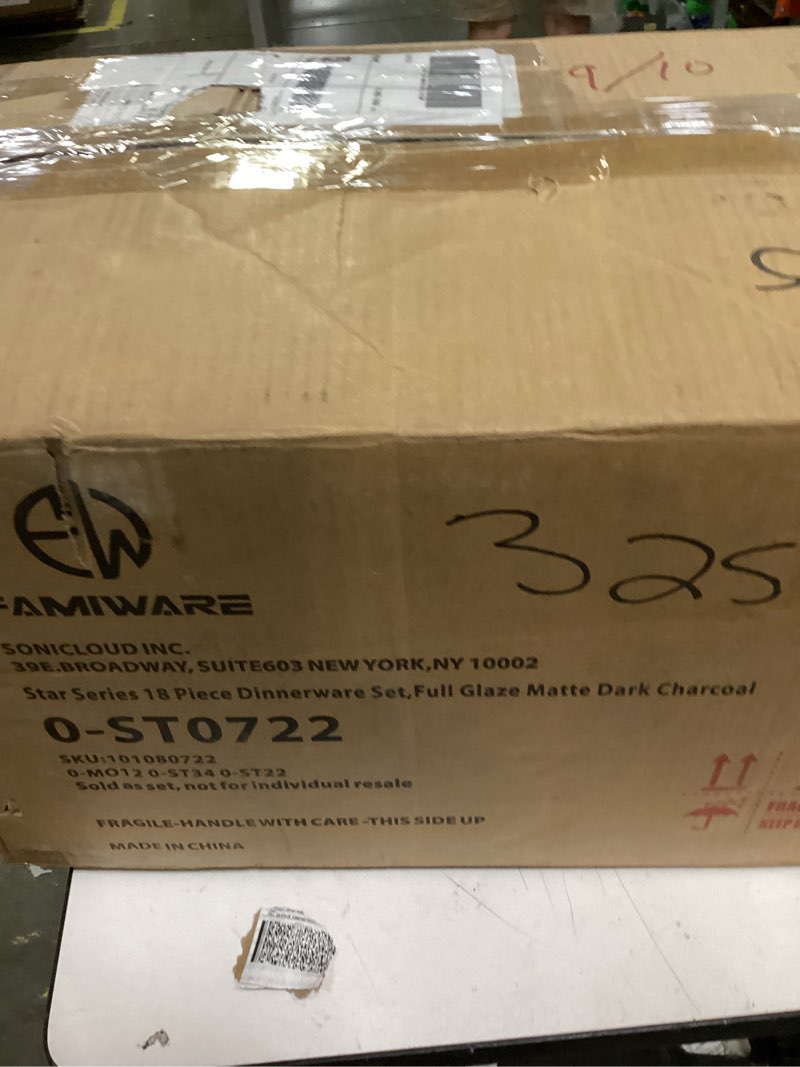 9/10
325
FW
FAMIWARE
SONICLOUD INC.
39E.BROADWAY, SUITE603 NEW YORK,NY 10002
Star Series 18 Piece Dinnerware Set,Full Glaze Matte Dark Charcoal
0-ST0722
SKU:101080722
0-MO12 0-ST34 0-ST22
Sold as set, not for individual resale
FRAGILE-HANDLE WITH CARE -THIS SIDE UP
MADE IN CHINA